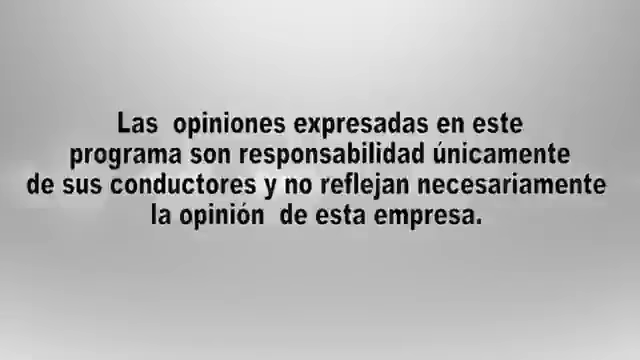 Las opiniones expresadas en este
programa son responsabilidad únicamente
de sus conductores y no reflejan necesariamente
la opinión de esta empresa.